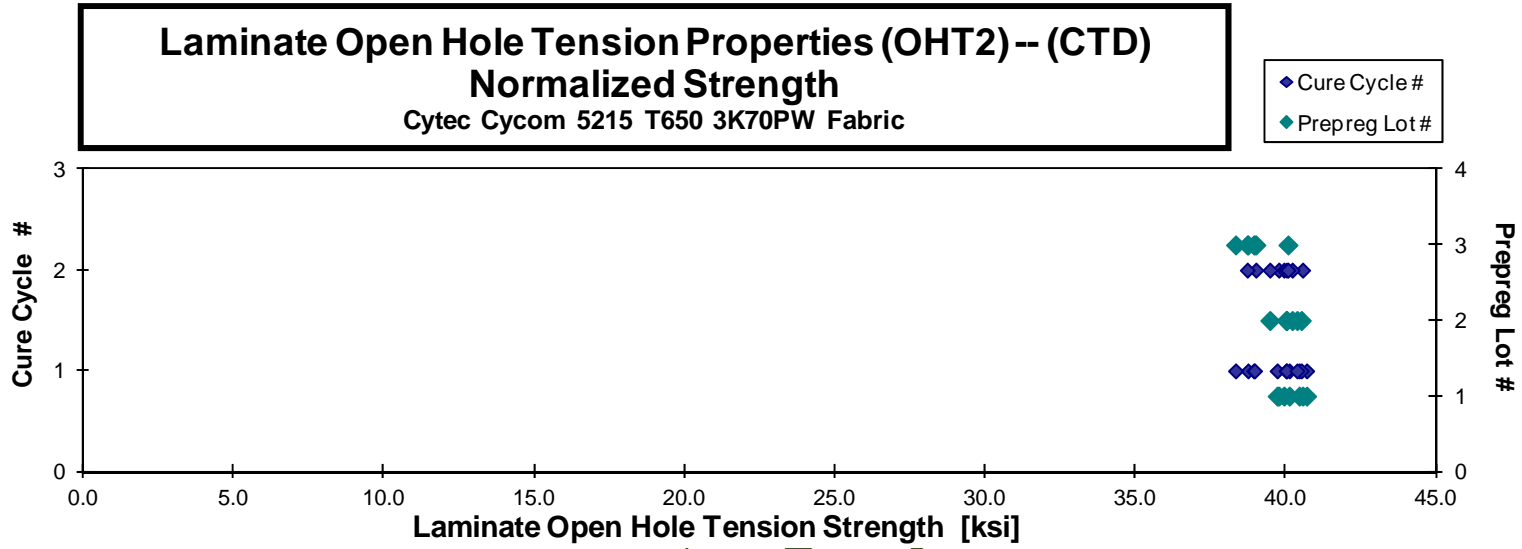 Laminate Open Hole Tension Properties (OHT2) -- (CTD)
Normalized Strength
Cytec Cycom 5215 T650 3K70PW Fabric
Cure Cycle #
Prepreg Lot #
Cure Cycle #
3
2
1
0
4
3
2
1
0
Prepreg Lot #
0.0 5.0 10.0 15.0 20.0 25.0 30.0 35.0 40.0 45.0
Laminate Open Hole Tension Strength [ksi]